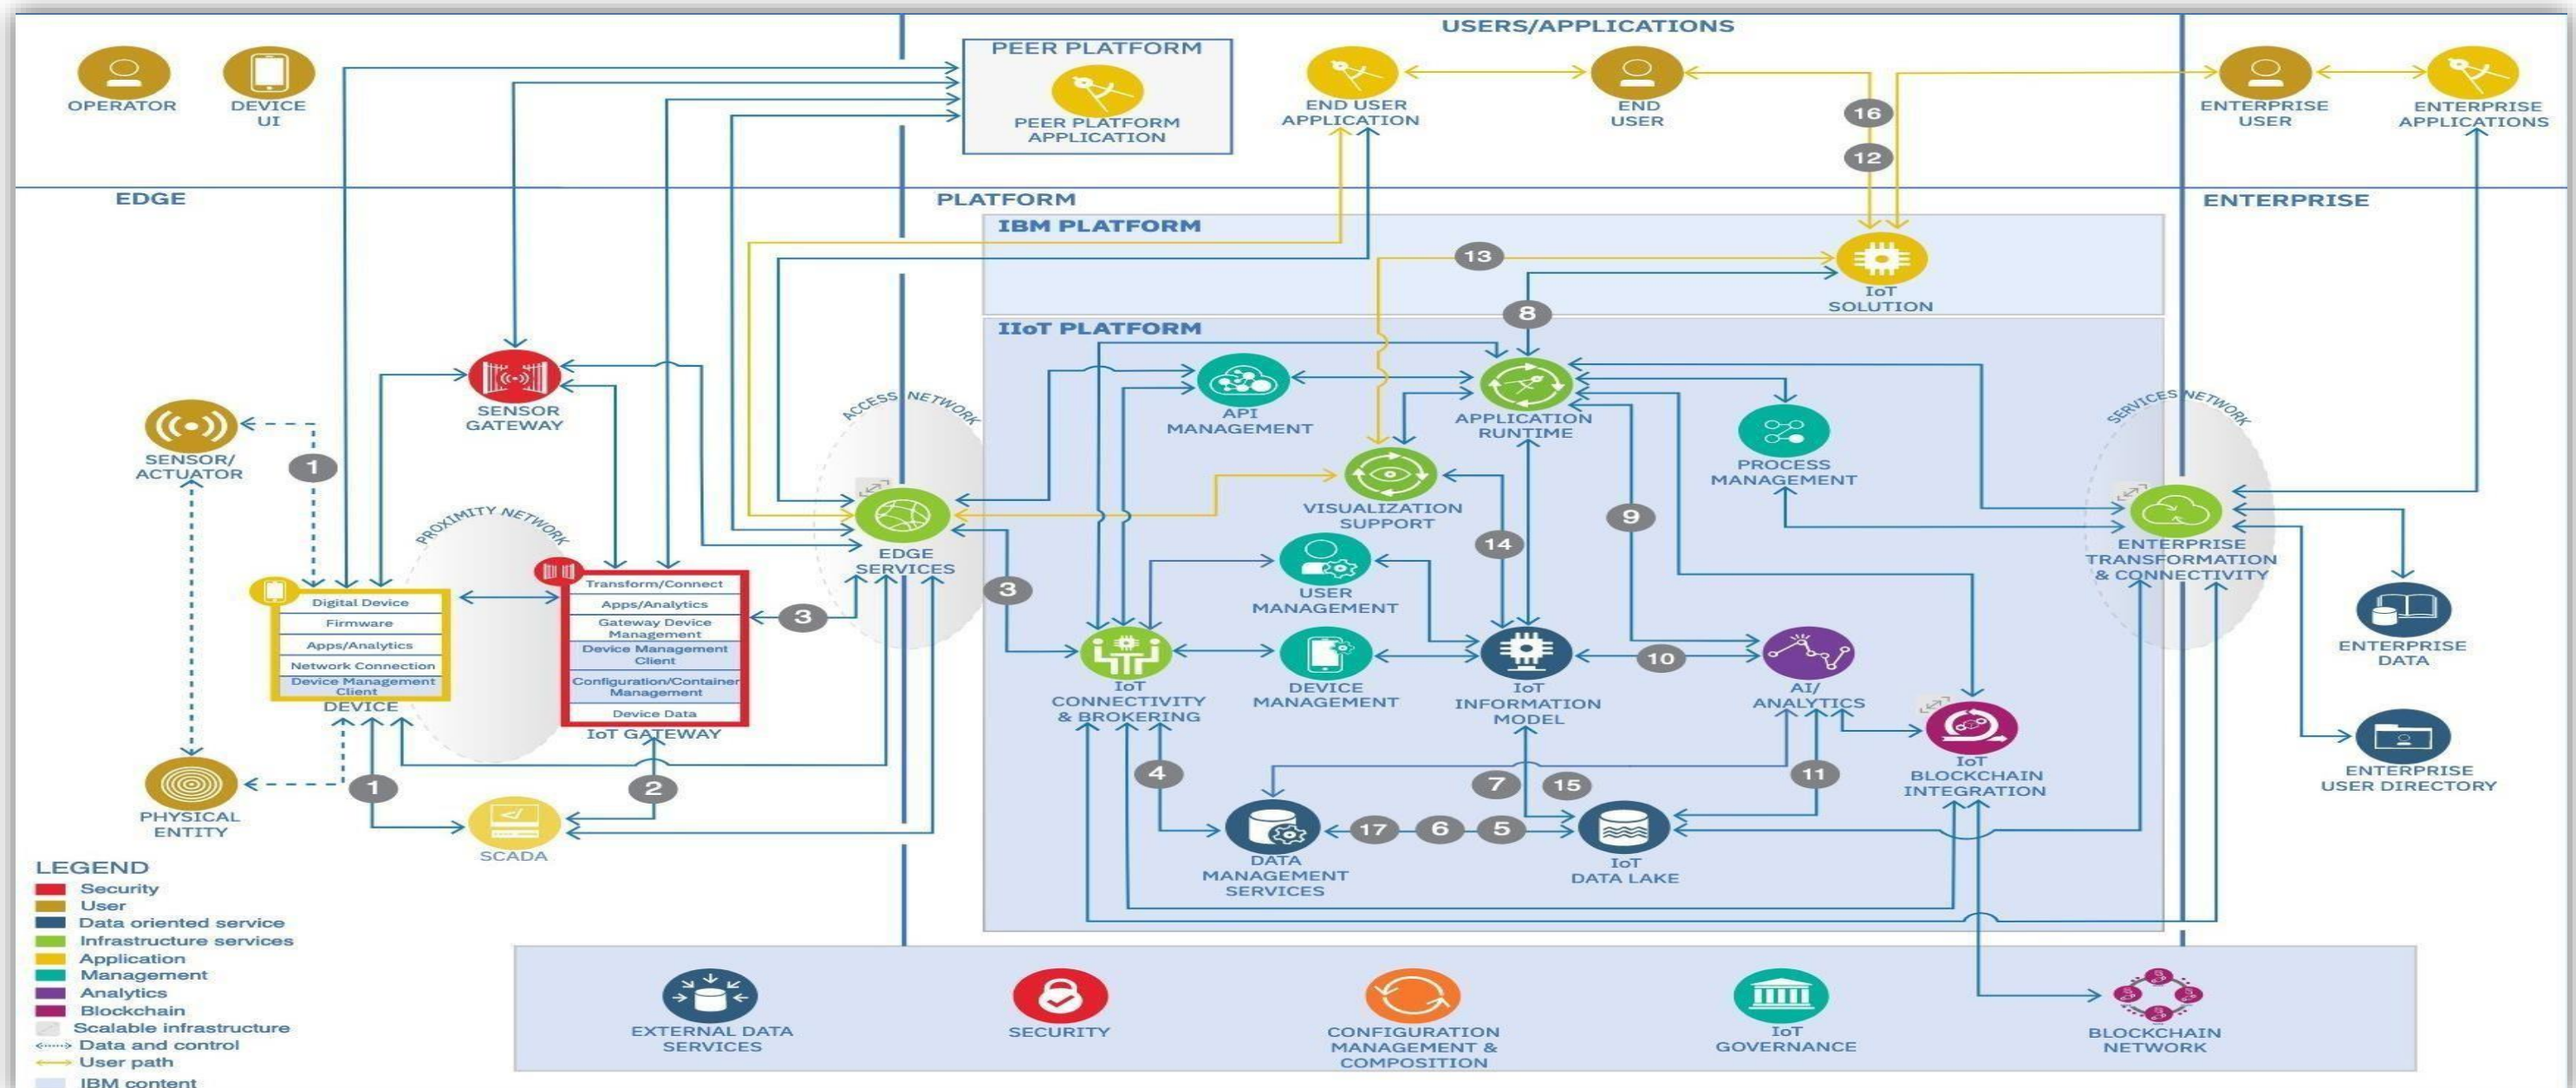 USERS/APPLICATIONS
OPERATOR
DEVICE
UI
PEER PLATFORM
PEER PLATFORM
APPLICATION
END USER
APPLICATION
END
USER
16
12
ENTERPRISE
USER
ENTERPRISE
APPLICATIONS
EDGE
PLATFORM
ENTERPRISE
IBM PLATFORM
13
IoT
SOLUTION
8
IIoT PLATFORM
SENSOR
GATEWAY
SENSOR/
ACTUATOR
1
PROXIMITY NETWORK
ACCESS NETWORK
API
MANAGEMENT
APPLICATION
RUNTIME
PROCESS
MANAGEMENT
SERVICES NETWORK
VISUALIZATION
SUPPORT
9
14
EDGE
SERVICES
ENTERPRISE
TRANSFORMATION
& CONNECTIVITY
3
3
USER
MANAGEMENT
Digital Device
Firmware
Apps/Analytics
Network Connection
Device Management
Client
DEVICE
Transform/Connect
Apps/Analytics
Gateway Device
Management
Device Management
Client
Configuration/Container
Management
Device Data
IoT GATEWAY
10
IoT
CONNECTIVITY
& BROKERING
DEVICE
MANAGEMENT
IoT
INFORMATION
MODEL
AI/
ANALYTICS
ENTERPRISE
DATA
PHYSICAL
ENTITY
1
2
SCADA
4
7
15
11
IoT
BLOCKCHAIN
INTEGRATION
ENTERPRISE
USER DIRECTORY
17
6
5
DATA
MANAGEMENT
SERVICES
IoT
DATA LAKE
LEGEND
Security
User
Data oriented service
Infrastructure services
Application
Management
Analytics
Blockchain
Scalable infrastructure
Data and control
User path
IBM content
EXTERNAL DATA
SERVICES
SECURITY
CONFIGURATION
MANAGEMENT &
COMPOSITION
IoT
GOVERNANCE
BLOCKCHAIN
NETWORK